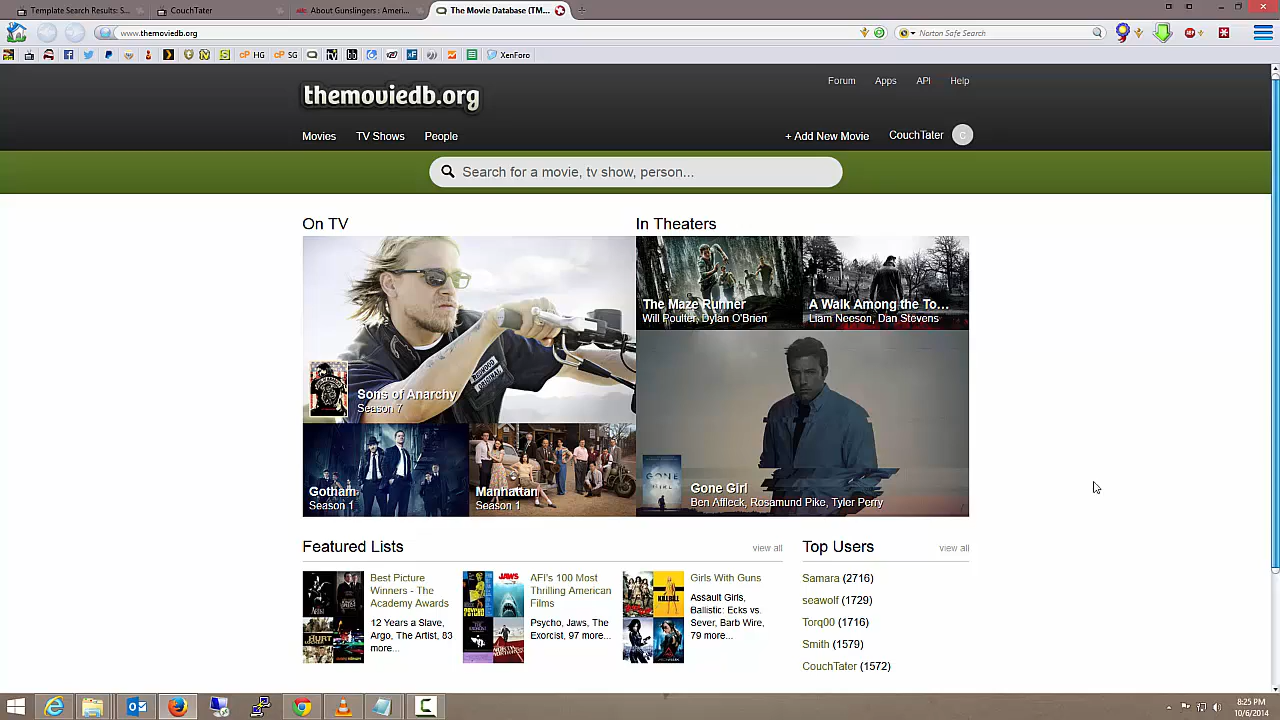 Template Search Results: S...
CouchTater
About Gunslingers : Ameri...
The Movie Database (TM...
www.themoviedb.org
Norton Safe Search
HG
SG
XenForo
themoviedb.org
Forum
Apps
API
Help
Movies
TV Shows
People
+ Add New Movie
CouchTater
C
Search for a movie, tv show, person...
On TV
In Theaters
Sons of Anarchy
Season 7
Gotham
Season 1
Manhattan
Season 1
The Maze Runner
Will Poulter, Dylan O'Brien
A Walk Among the To...
Liam Neeson, Dan Stevens
GONE GIRL
Gone Girl
Ben Affleck, Rosamund Pike, Tyler Perry
Featured Lists
view all
Best Picture
Winners - The
Academy Awards
12 Years a Slave,
Argo, The Artist, 83
more...
JAWS
AFI's 100 Most
Thrilling American
Films
Psycho, Jaws, The
Exorcist, 97 more...
Girls With Guns
Assault Girls,
Ballistic: Ecks vs.
Sever, Barb Wire,
79 more...
Top Users
view all
Samara (2716)
seawolf (1729)
Torq00 (1716)
Smith (1579)
CouchTater (1572)
8:25 PM
10/6/2014